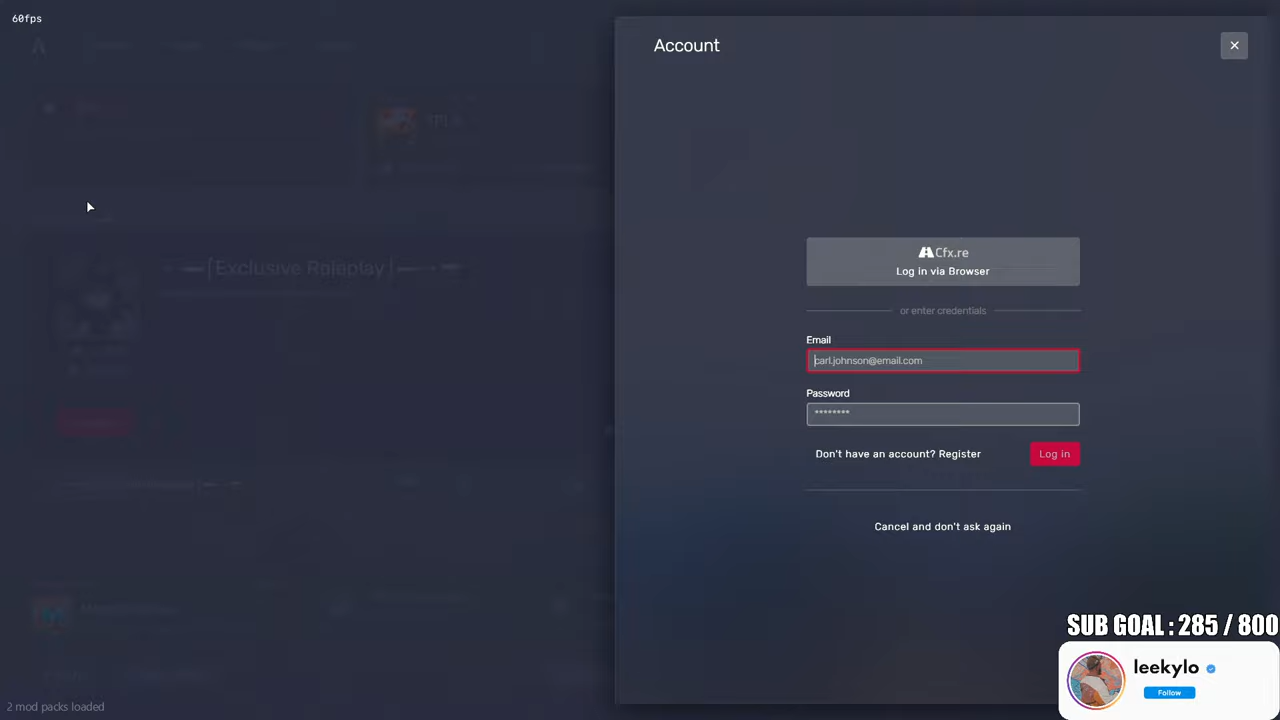 60fps
Account
Cfx.re
Log in via Browser
or enter credentials
Email
carl.johnson@email.com
Password
********
Don't have an account? Register
Log in
Cancel and don't ask again
[Exclusive Roleplay]
SUB GOAL : 285 / 800
leekylo
Follow
2 mod packs loaded